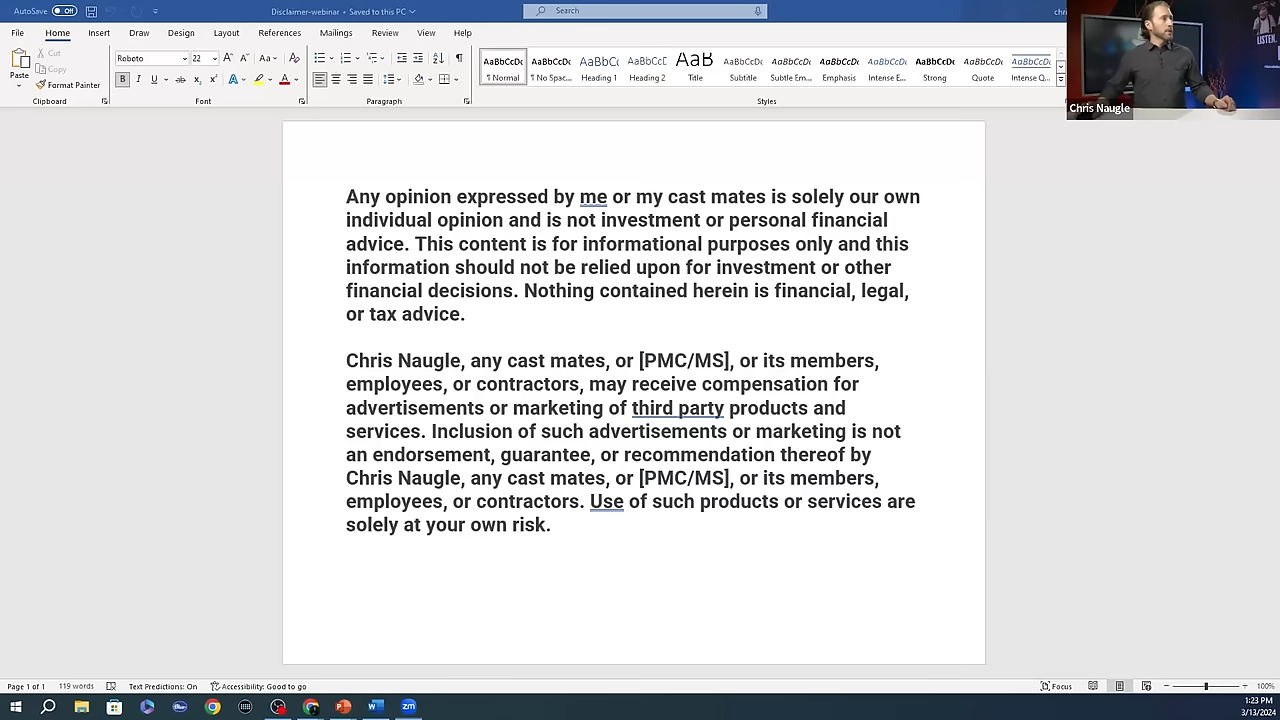 AutoSave Off Disclaimer-webinar • Saved to this PC Search
File Home Insert Draw Design Layout References Mailings Review View Help
Paste Cut Copy Format Painter
Roboto 22
AaBbCcDc AaBbCcDc AaBbC AaBbCcC AaB AaBbCcD AaBbCcDc AaBbCcDc AaBbCcDc AaBbCcDc AaBbCcDc AaBbCcDc
¶ Normal ¶ No Spac... Heading 1 Heading 2 Title Subtitle Subtle Em... Emphasis Intense E... Strong Quote Intense Q...
Clipboard Font Paragraph Styles
LISTEN.
Chris Naugle
Any opinion expressed by me or my cast mates is solely our own
individual opinion and is not investment or personal financial
advice. This content is for informational purposes only and this
information should not be relied upon for investment or other
financial decisions. Nothing contained herein is financial, legal,
or tax advice.
Chris Naugle, any cast mates, or [PMC/MS], or its members,
employees, or contractors, may receive compensation for
advertisements or marketing of third party products and
services. Inclusion of such advertisements or marketing is not
an endorsement, guarantee, or recommendation thereof by
Chris Naugle, any cast mates, or [PMC/MS], or its members,
employees, or contractors. Use of such products or services are
solely at your own risk.
Page 1 of 1 119 words Text Predictions: On Accessibility: Good to go Focus 100%
1:23 PM
3/13/2024